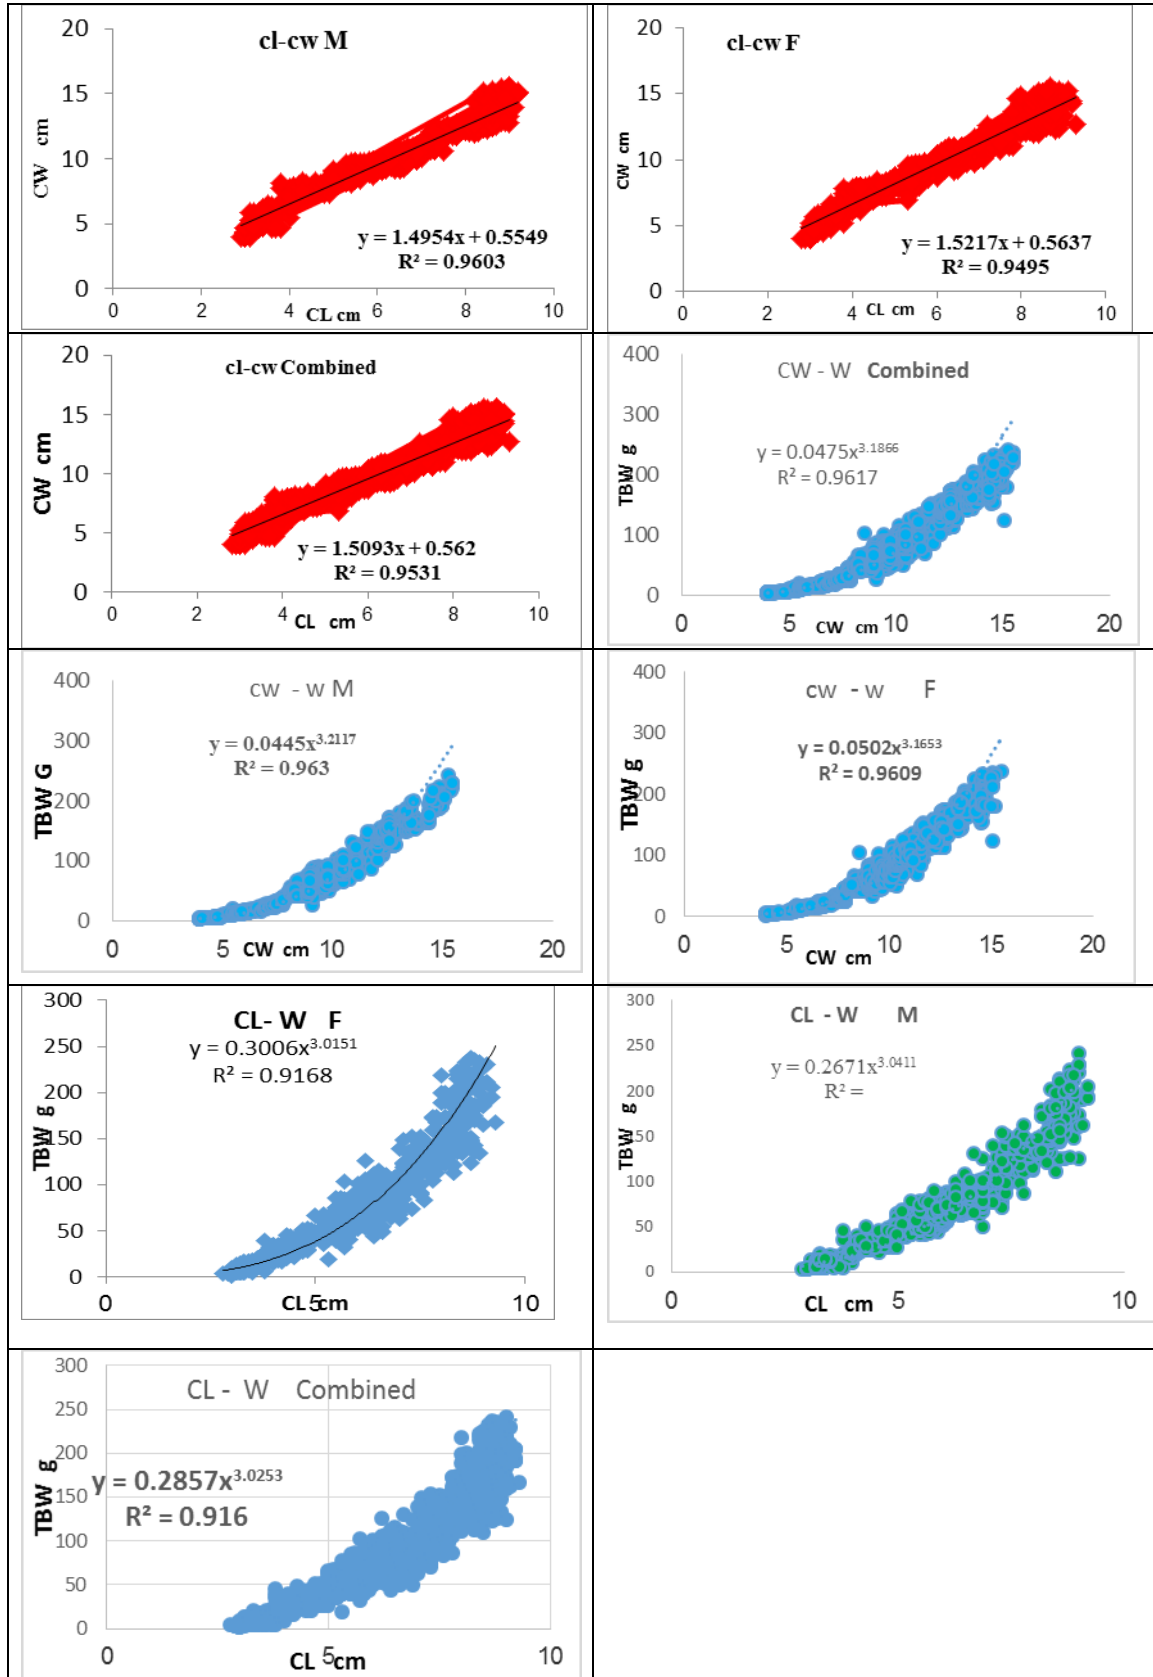 cl-cw M
20
15
10
5
0
CW cm
y = 1.4954x + 0.5549
R² = 0.9603
0 2 4 6 8 10
CL cm
cl-cw F
20
15
10
5
0
CW cm
y = 1.5217x + 0.5637
R² = 0.9495
0 2 4 6 8 10
CL cm
cl-cw Combined
20
15
10
5
0
CW cm
y = 1.5093x + 0.562
R² = 0.9531
0 2 4 6 8 10
CL cm
CW - W Combined
400
300
200
100
0
TBW g
y = 0.0475x^3.1866
R² = 0.9617
0 5 10 15 20
CW cm
CW - W M
400
300
200
100
0
TBW G
y = 0.0445x^3.2117
R² = 0.963
0 5 10 15 20
CW cm
CW - W F
400
300
200
100
0
TBW g
y = 0.0502x^3.1653
R² = 0.9609
0 5 10 15 20
CW cm
CL- W F
300
250
200
150
100
50
0
TBW g
y = 0.3006x^3.0151
R² = 0.9168
0 5 10
CL cm
CL - W M
300
250
200
150
100
50
0
TBW g
y = 0.2671x^3.0411
R² =
0 5 10
CL cm
CL - W Combined
300
250
200
150
100
50
0
TBW g
y = 0.2857x^3.0253
R² = 0.916
0 5 10
CL cm